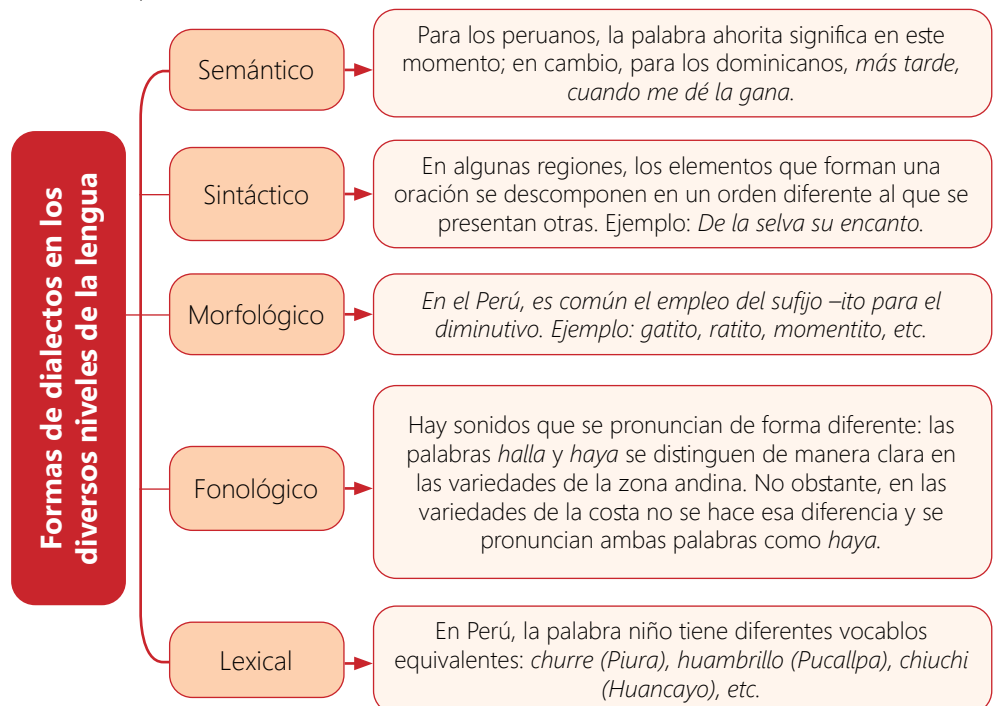 Formas de dialectos en los
diversos niveles de la lengua
Semántico
Para los peruanos, la palabra ahorita significa en este
momento; en cambio, para los dominicanos, más tarde,
cuando me dé la gana.
Sintáctico
En algunas regiones, los elementos que forman una
oración se descomponen en un orden diferente al que se
presentan otras. Ejemplo: De la selva su encanto.
Morfológico
En el Perú, es común el empleo del sufijo –ito para el
diminutivo. Ejemplo: gatito, ratito, momentito, etc.
Fonológico
Hay sonidos que se pronuncian de forma diferente: las
palabras halla y haya se distinguen de manera clara en
las variedades de la zona andina. No obstante, en las
variedades de la costa no se hace esa diferencia y se
pronuncian ambas palabras como haya.
Lexical
En Perú, la palabra niño tiene diferentes vocablos
equivalentes: churre (Piura), huambrillo (Pucallpa), chiuchi
(Huancayo), etc.